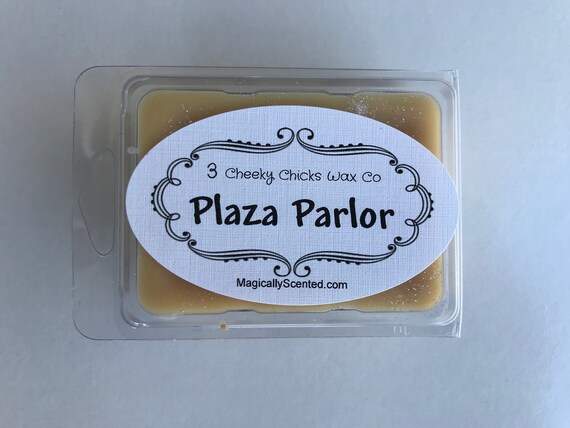 3 Cheeky Chicks Wax Co
Plaza Parlor
MagicallyScented.com